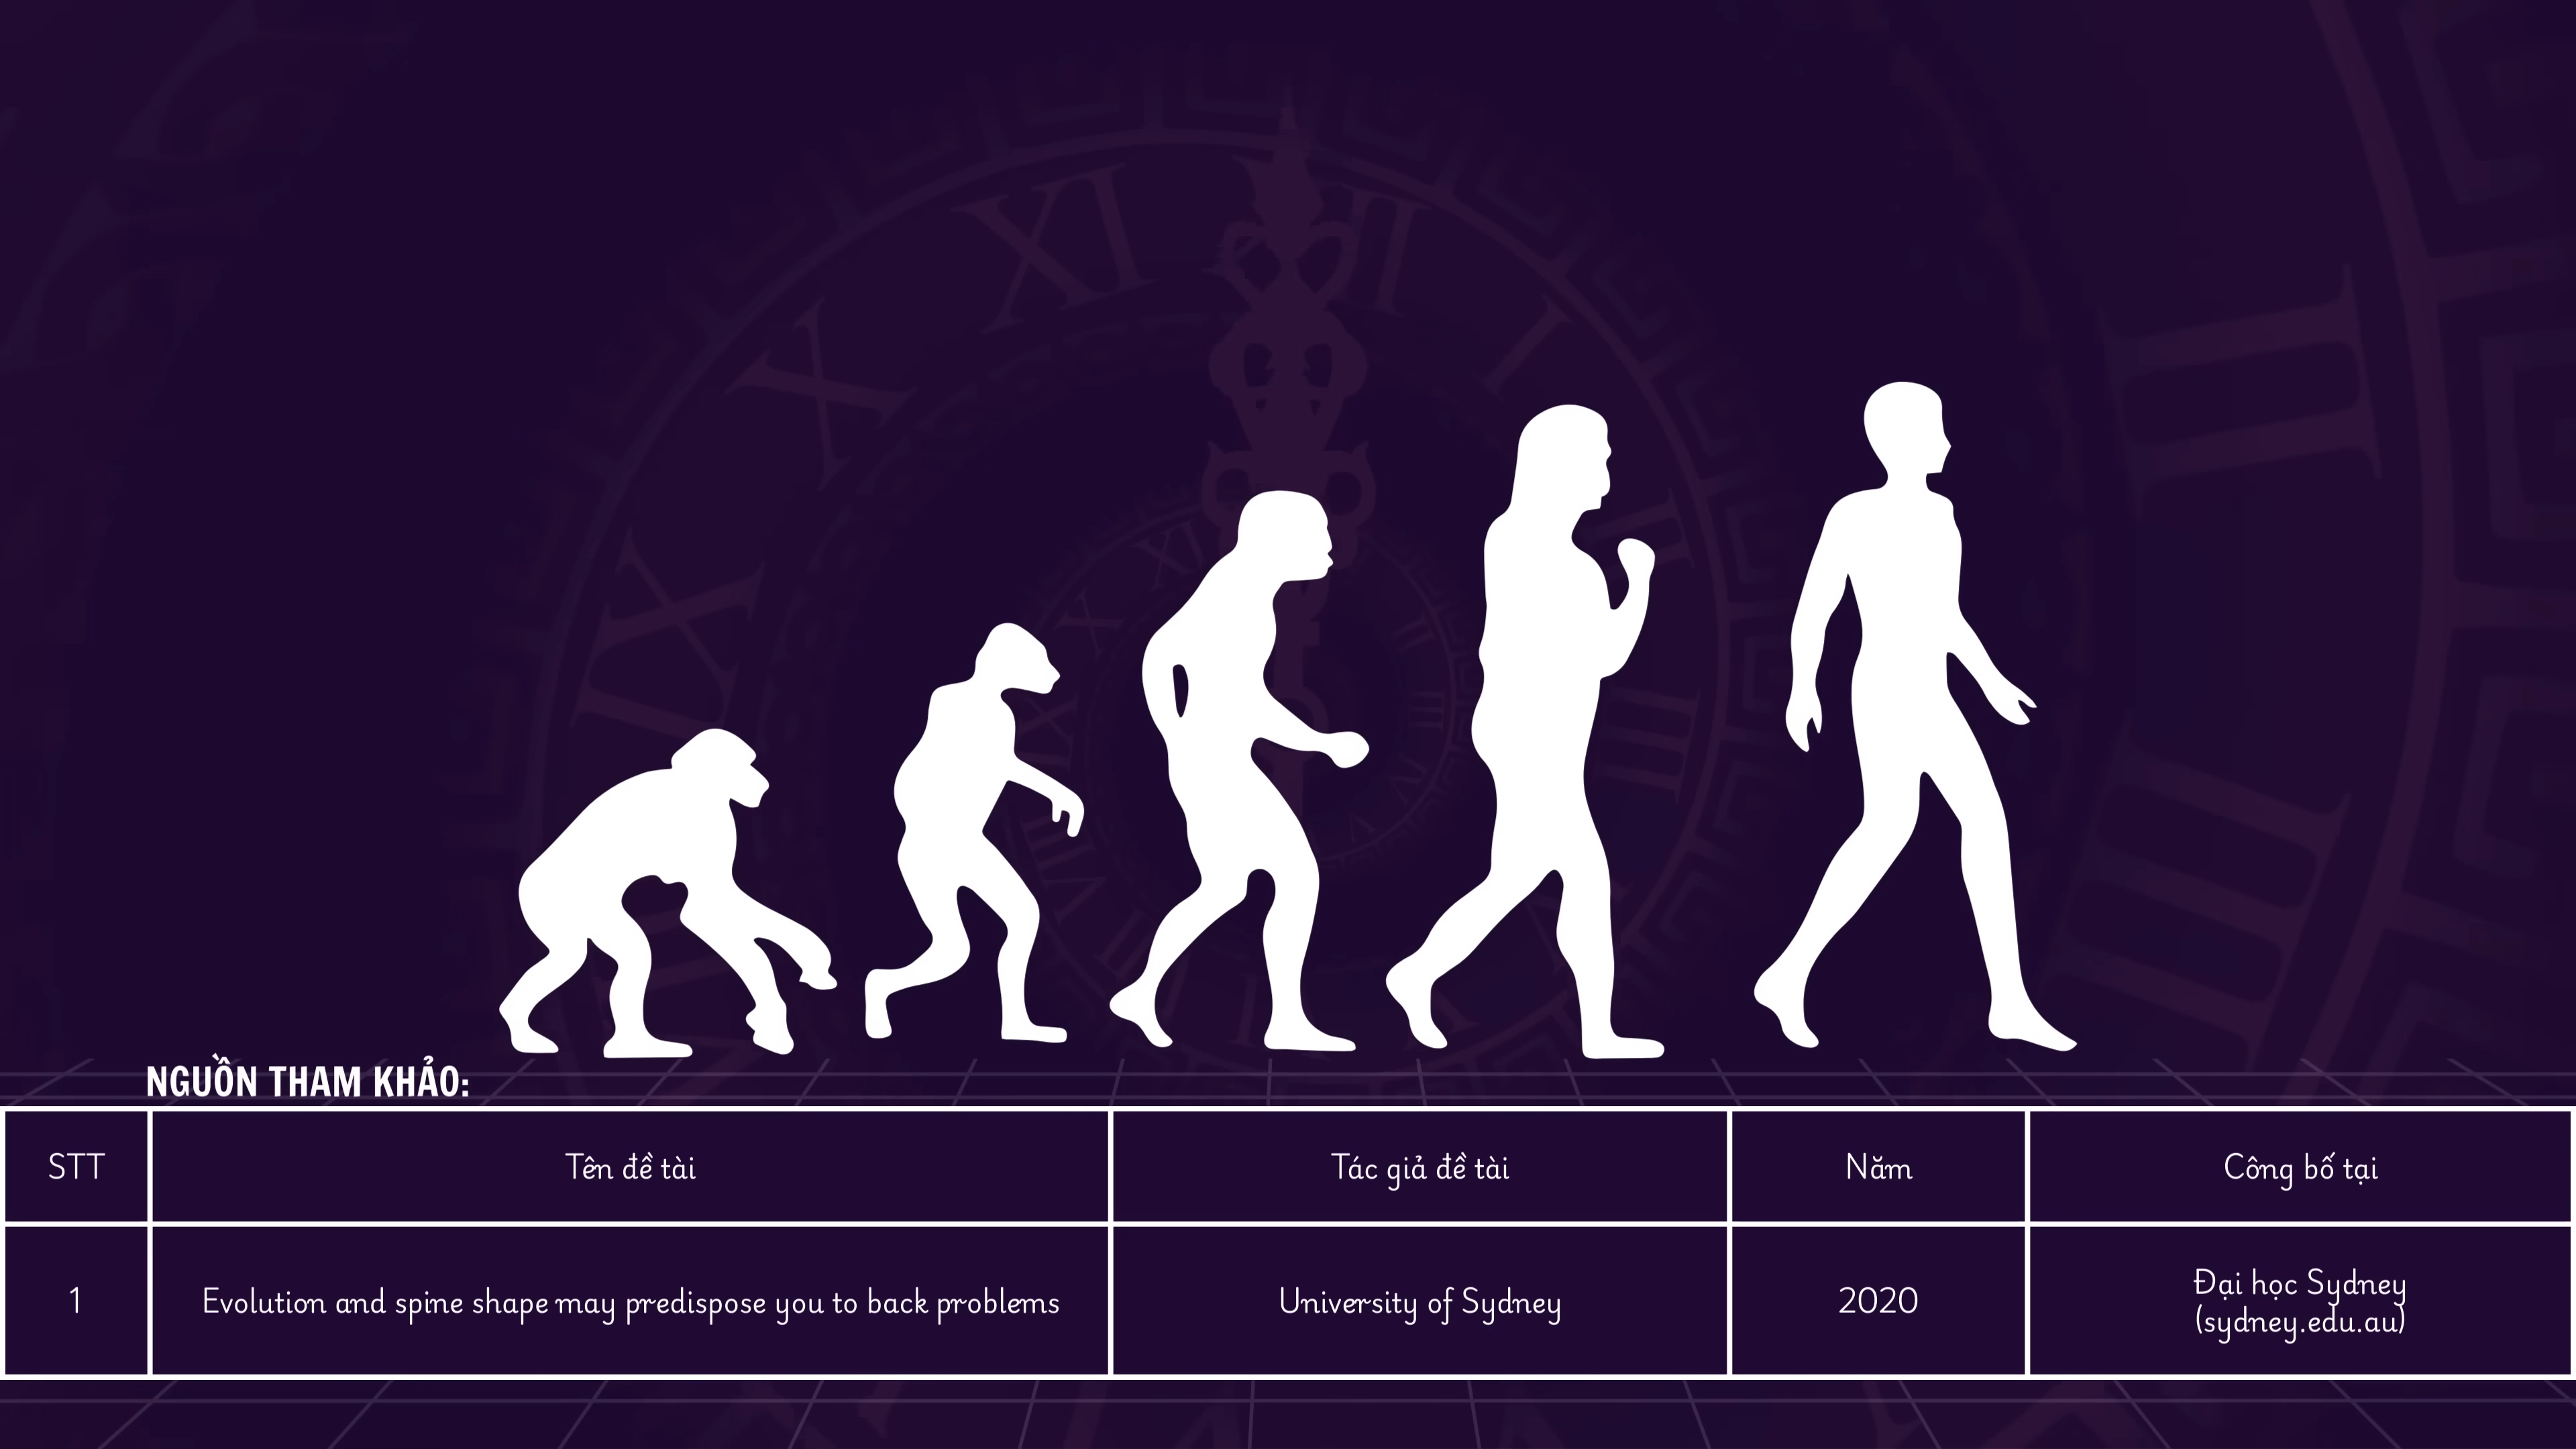 NGUỒN THAM KHẢO:
STT
Tên đề tài
Tác giả đề tài
Năm
Công bố tại
1
Evolution and spine shape may predispose you to back problems
University of Sydney
2020
Đại học Sydney
(sydney.edu.au)